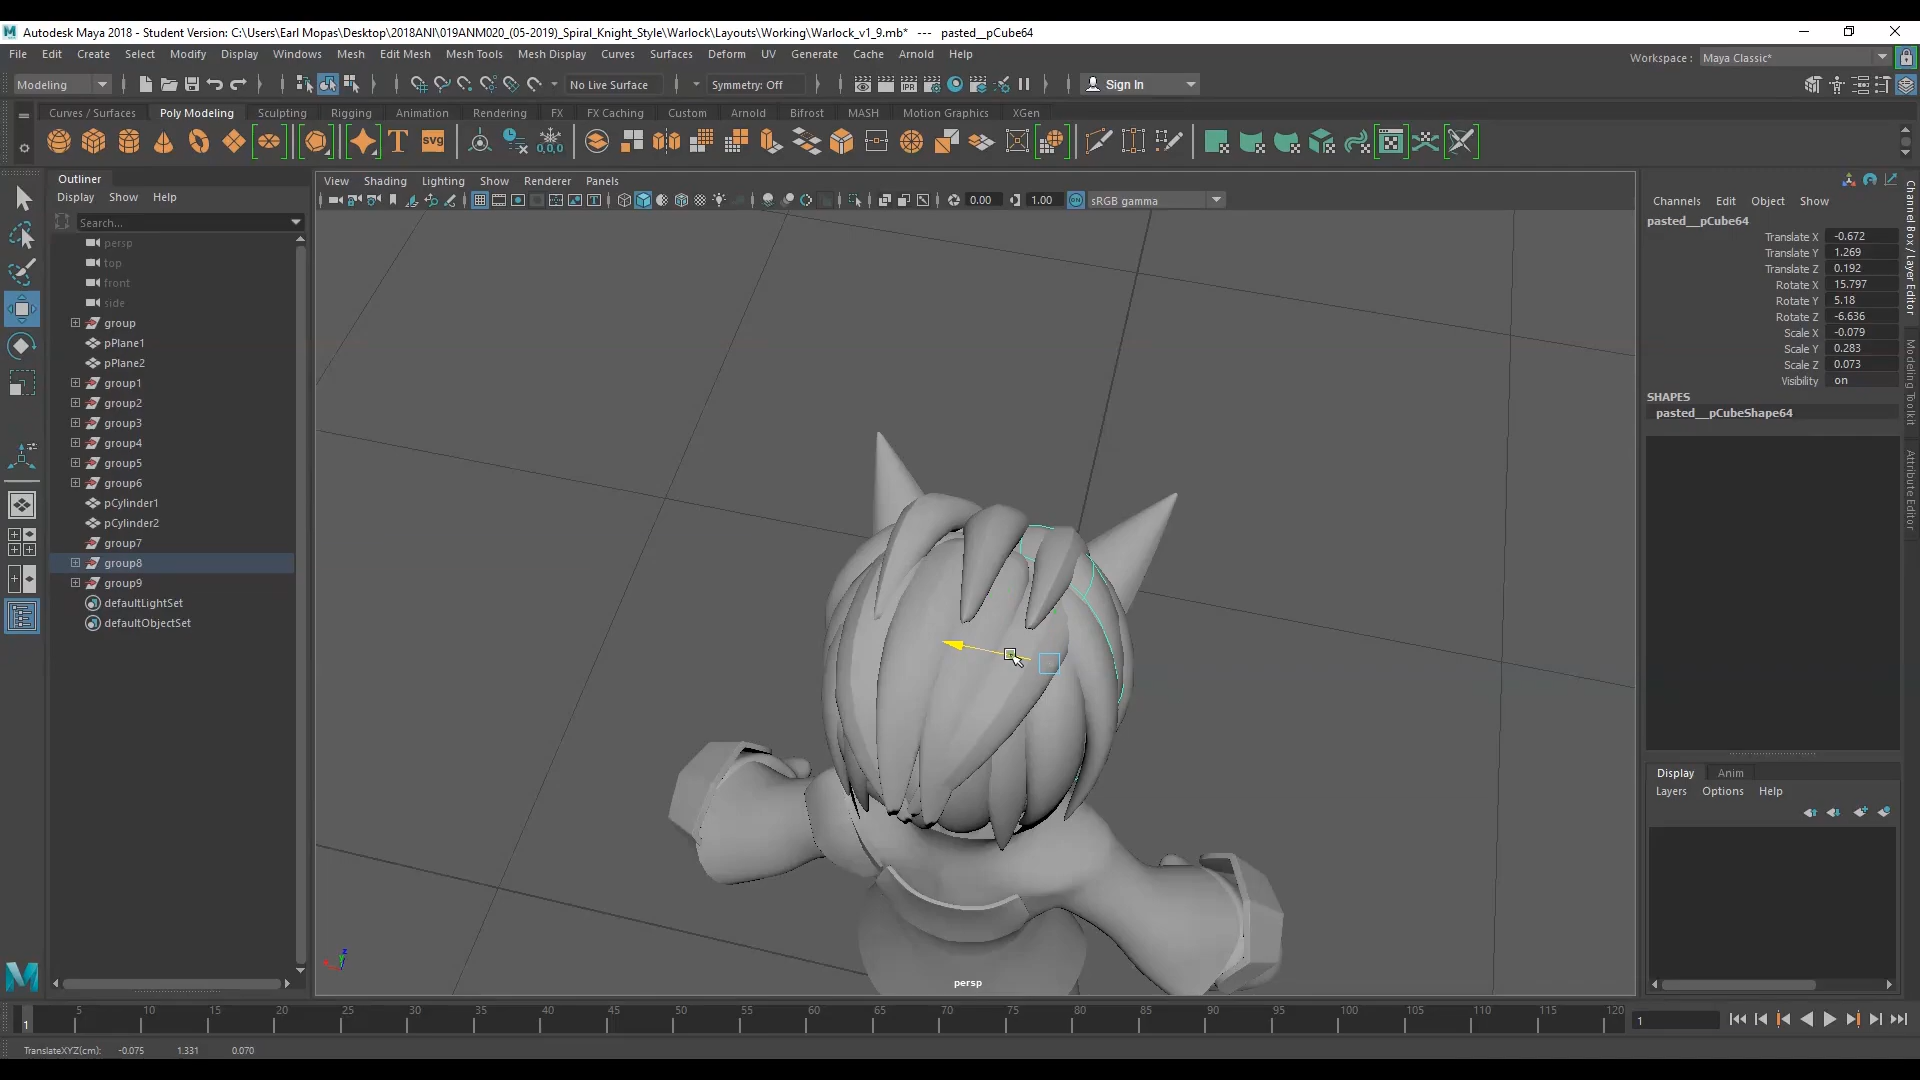 Autodesk Maya 2018 - Student Version: C:\Users\Earl Mopas\Desktop\2018ANI\019ANM020_(05-2019)_Spiral_Knight_Style\Warlock\Layouts\Working\Warlock_v1_9.mb* --- pasted__pCube64
File Edit Create Select Modify Display Windows Mesh Edit Mesh Mesh Tools Mesh Display Curves Surfaces Deform UV Generate Cache Arnold Help
Workspace : Maya Classic*
Modeling No Live Surface Symmetry: Off Sign In
Curves / Surfaces Poly Modeling Sculpting Rigging Animation Rendering FX FX Caching Custom Arnold Bifrost MASH Motion Graphics XGen
T SVG 0,0,0
Outliner
Display Show Help
Search...
persp
top
front
side
group
pPlane1
pPlane2
group1
group2
group3
group4
group5
group6
pCylinder1
pCylinder2
group7
group8
group9
defaultLightSet
defaultObjectSet
View Shading Lighting Show Renderer Panels
0.00 1.00 sRGB gamma
persp
Channels Edit Object Show
pasted__pCube64
Translate X -0.672
Translate Y 1.269
Translate Z 0.192
Rotate X 15.797
Rotate Y 5.18
Rotate Z -6.636
Scale X -0.079
Scale Y 0.283
Scale Z 0.073
Visibility on
SHAPES
pasted__pCubeShape64
Channel Box / Layer Editor
Modeling Toolkit
Attribute Editor
Display Anim
Layers Options Help
1 5 10 15 20 25 30 35 40 45 50 55 60 65 70 75 80 85 90 95 100 105 110 115 120
1
TranslateXYZ(cm): -0.075 1.331 0.070